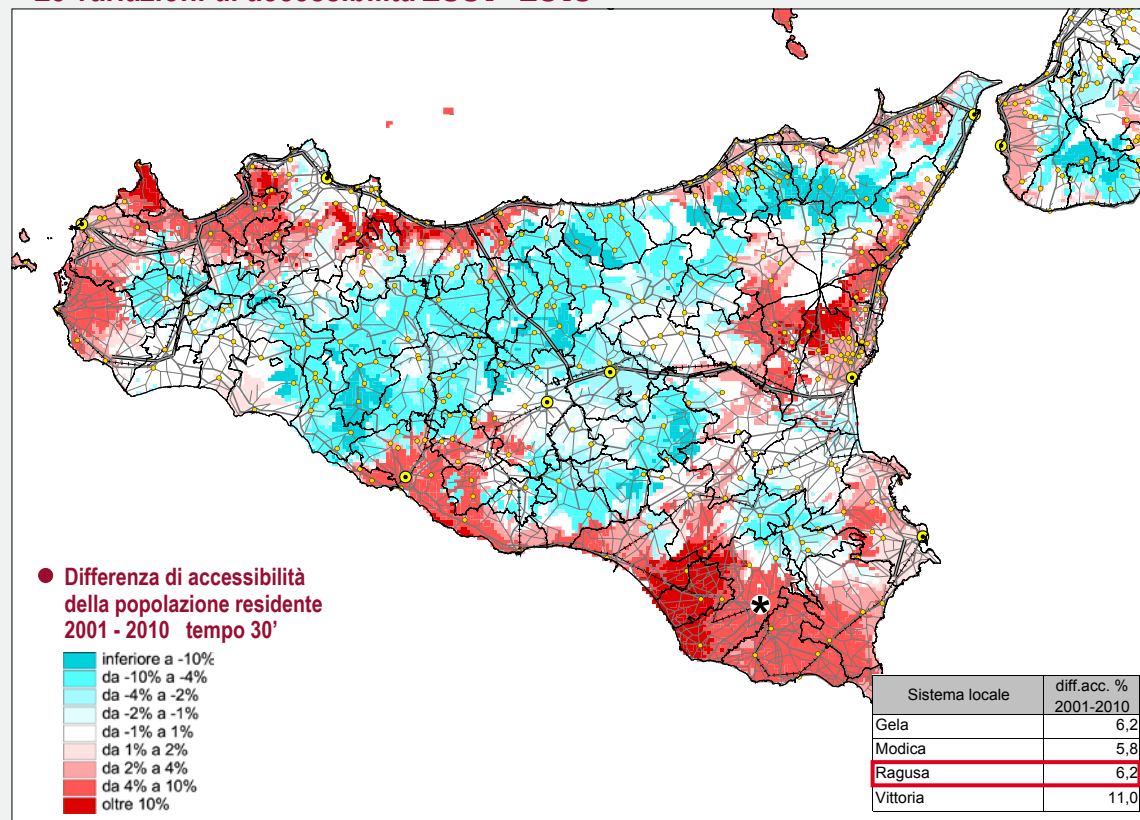 Differenza di accessibilità
della popolazione residente
2001 - 2010 tempo 30’
inferiore a -10%
da -10% a -4%
da -4% a -2%
da -2% a -1%
da -1% a 1%
da 1% a 2%
da 2% a 4%
da 4% a 10%
oltre 10%
Sistema locale diff.acc. %
2001-2010
Gela 6,2
Modica 5,8
Ragusa 6,2
Vittoria 11,0